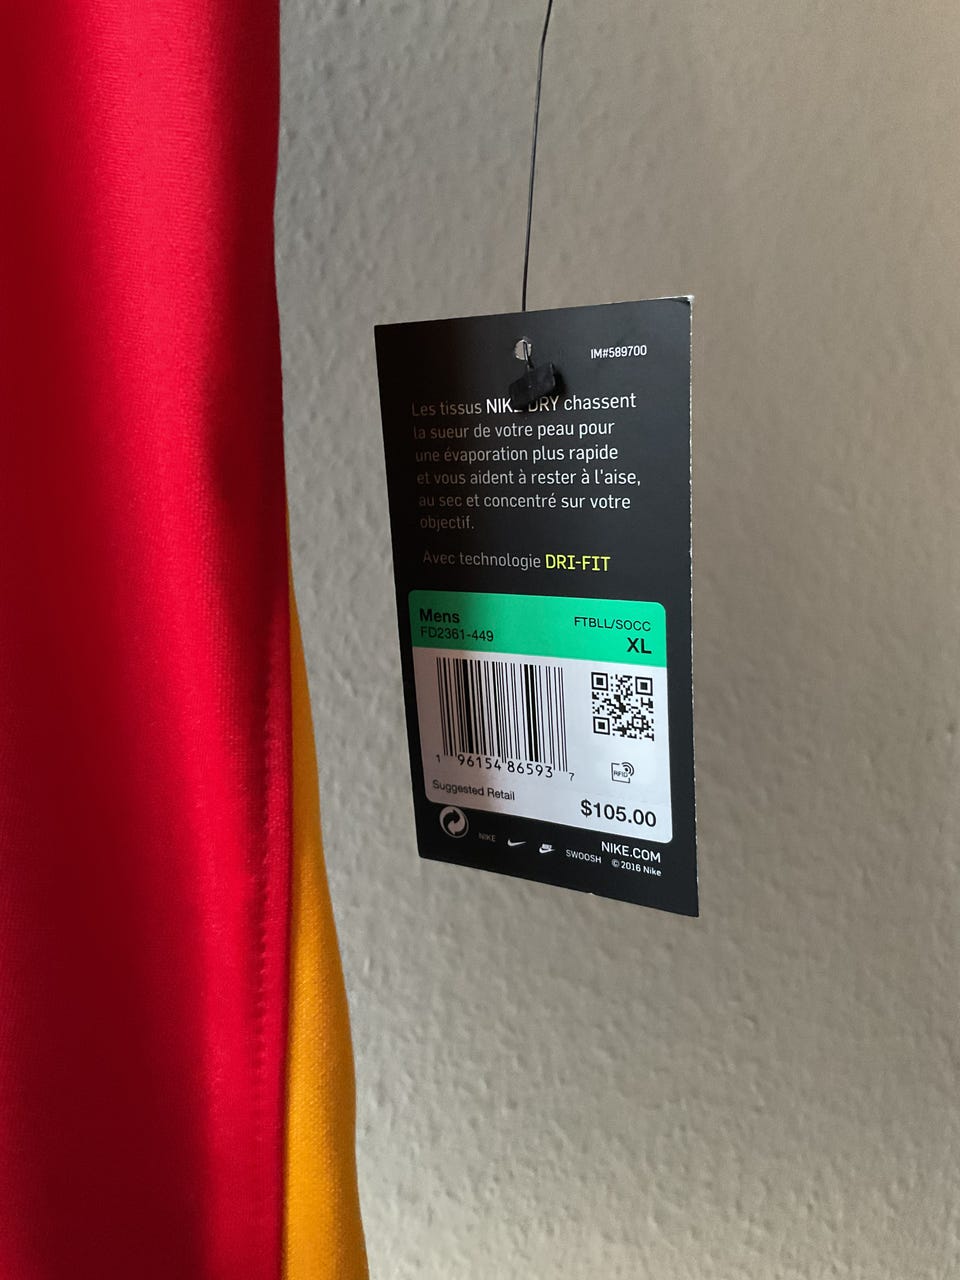 IM#589700
Les tissus NIKE DRY chassent
la sueur de votre peau pour
une évaporation plus rapide
et vous aident à rester à l'aise,
au sec et concentré sur votre
objectif.
Avec technologie DRI-FIT
Mens FTBLL/SOCC
FD2361-449 XL
1 96154 86593 7
RFID
Suggested Retail $105.00
NIKE SWOOSH NIKE.COM
© 2016 Nike